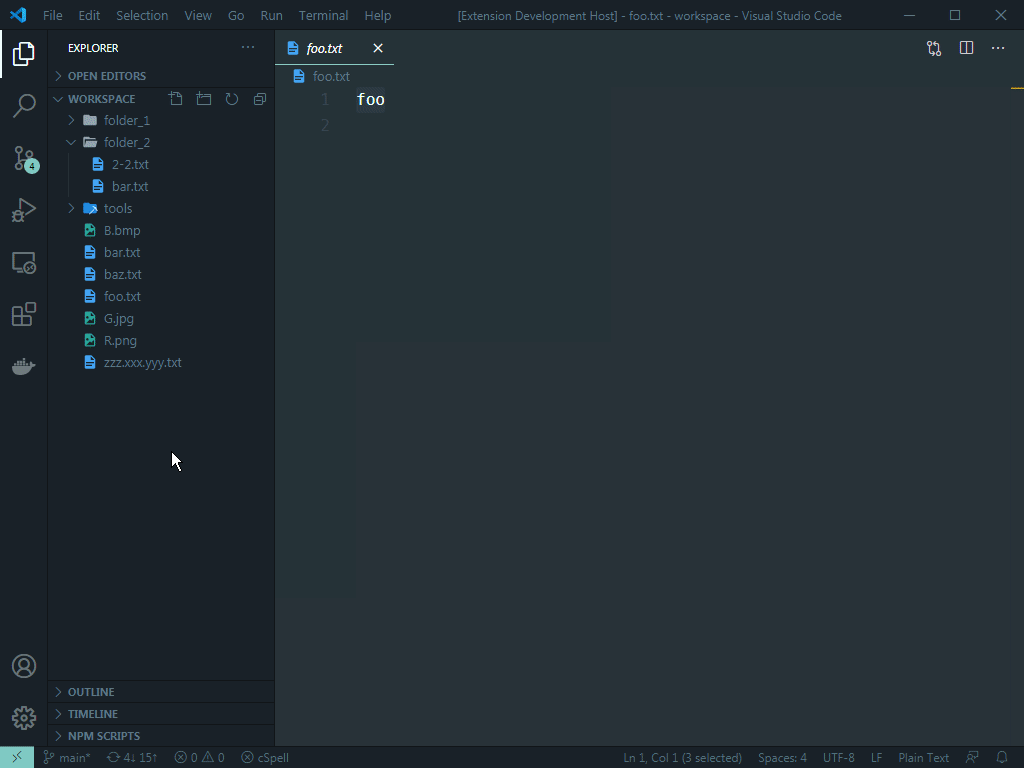 File Edit Selection View Go Run Terminal Help [Extension Development Host] - foo.txt - workspace - Visual Studio Code
EXPLORER
foo.txt
OPEN EDITORS
foo.txt
WORKSPACE
1 foo
2
folder_1
folder_2
2-2.txt
bar.txt
4
tools
B.bmp
bar.txt
baz.txt
foo.txt
G.jpg
R.png
zzz.xxx.yyy.txt
OUTLINE
TIMELINE
NPM SCRIPTS
main* 4↓ 15↑ 0 0 cSpell Ln 1, Col 1 (3 selected) Spaces: 4 UTF-8 LF Plain Text